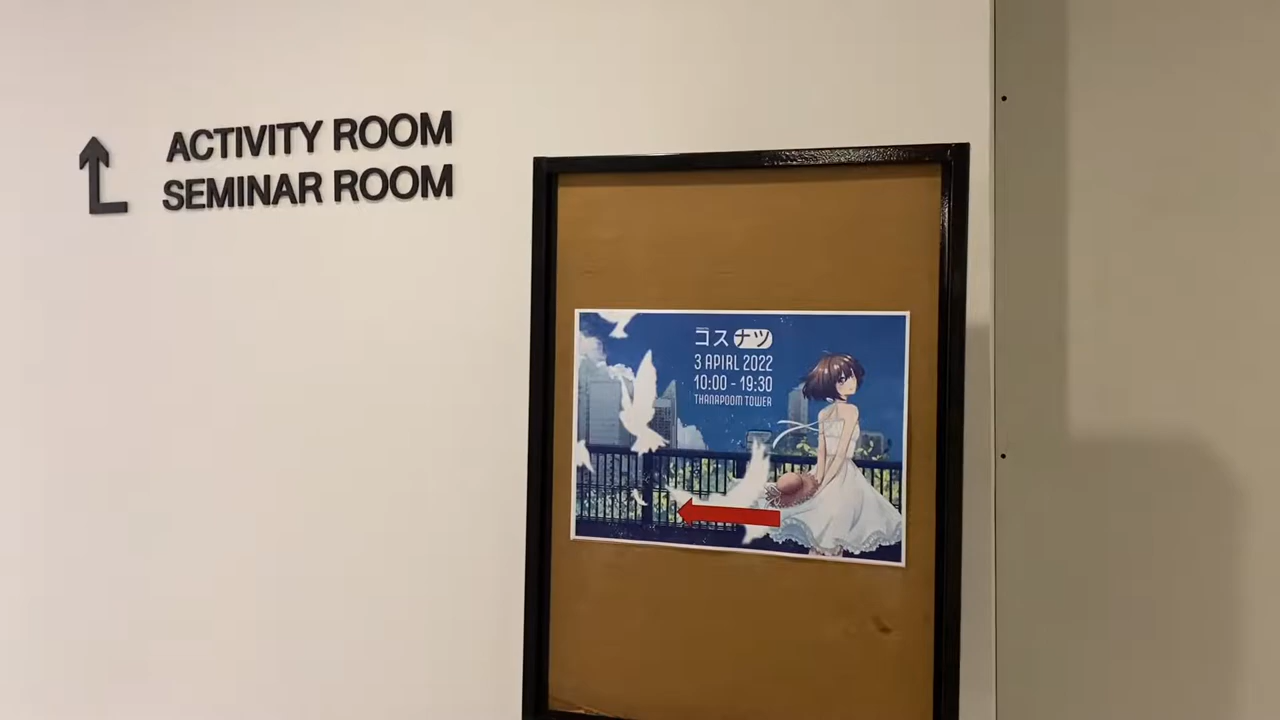 ACTIVITY ROOM
SEMINAR ROOM
コスナツ
3 APIRL 2022
10:00 - 19:30
THANAPOOM TOWER